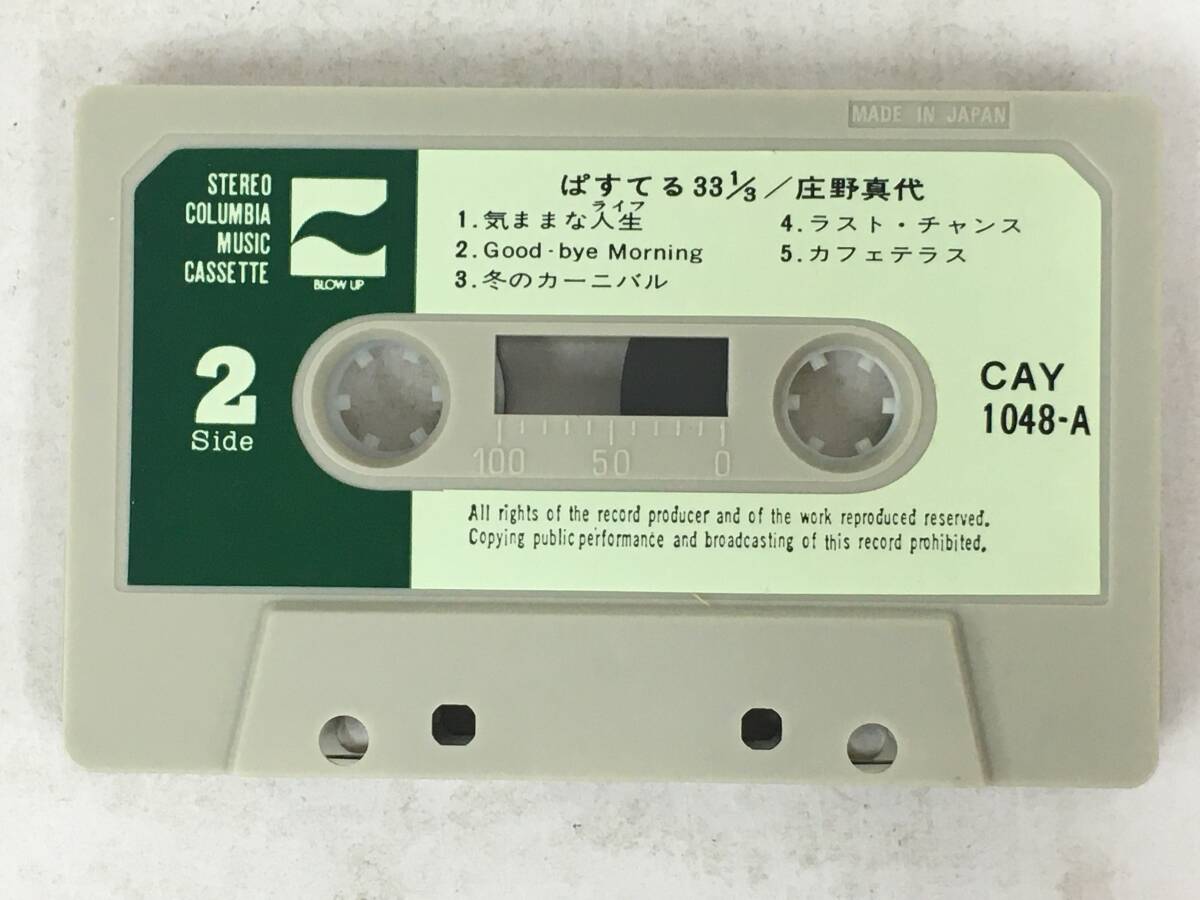 MADE IN JAPAN
STEREO
COLUMBIA
MUSIC
CASSETTE
BLOW UP
ぱすてる33⅓/庄野真代
ライフ
1.気ままな人生
2.Good-bye Morning
3.冬のカーニバル
4.ラスト・チャンス
5.カフェテラス
2
Side
CAY
1048-A
100 50 0
All rights of the record producer and of the work reproduced reserved.
Copying public performance and broadcasting of this record prohibited.